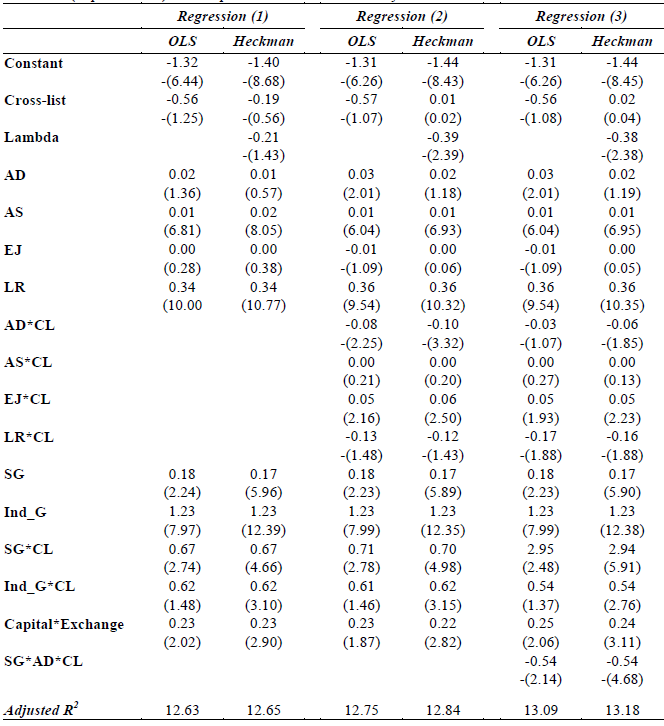 Regression (1) Regression (2) Regression (3)
OLS Heckman OLS Heckman OLS Heckman
Constant -1.32 -1.40 -1.31 -1.44 -1.31 -1.44
-(6.44) -(8.68) -(6.26) -(8.43) -(6.26) -(8.45)
Cross-list -0.56 -0.19 -0.57 0.01 -0.56 0.02
-(1.25) -(0.56) -(1.07) (0.02) -(1.08) (0.04)
Lambda -0.21 -0.39 -0.38
-(1.43) -(2.39) -(2.38)
AD 0.02 0.01 0.03 0.02 0.03 0.02
(1.36) (0.57) (2.01) (1.18) (2.01) (1.19)
AS 0.01 0.02 0.01 0.01 0.01 0.01
(6.81) (8.05) (6.04) (6.93) (6.04) (6.95)
EJ 0.00 0.00 -0.01 0.00 -0.01 0.00
(0.28) (0.38) -(1.09) (0.06) -(1.09) (0.05)
LR 0.34 0.34 0.36 0.36 0.36 0.36
(10.00 (10.77) (9.54) (10.32) (9.54) (10.35)
AD*CL -0.08 -0.10 -0.03 -0.06
-(2.25) -(3.32) -(1.07) -(1.85)
AS*CL 0.00 0.00 0.00 0.00
(0.21) (0.20) (0.27) (0.13)
EJ*CL 0.05 0.06 0.05 0.05
(2.16) (2.50) (1.93) (2.23)
LR*CL -0.13 -0.12 -0.17 -0.16
-(1.48) -(1.43) -(1.88) -(1.88)
SG 0.18 0.17 0.18 0.17 0.18 0.17
(2.24) (5.96) (2.23) (5.89) (2.23) (5.90)
Ind_G 1.23 1.23 1.23 1.23 1.23 1.23
(7.97) (12.39) (7.99) (12.35) (7.99) (12.38)
SG*CL 0.67 0.67 0.71 0.70 2.95 2.94
(2.74) (4.66) (2.78) (4.98) (2.48) (5.91)
Ind_G*CL 0.62 0.62 0.61 0.62 0.54 0.54
(1.48) (3.10) (1.46) (3.15) (1.37) (2.76)
Capital*Exchange 0.23 0.23 0.23 0.22 0.25 0.24
(2.02) (2.90) (1.87) (2.82) (2.06) (3.11)
SG*AD*CL -0.54 -0.54
-(2.14) -(4.68)
Adjusted R² 12.63 12.65 12.75 12.84 13.09 13.18